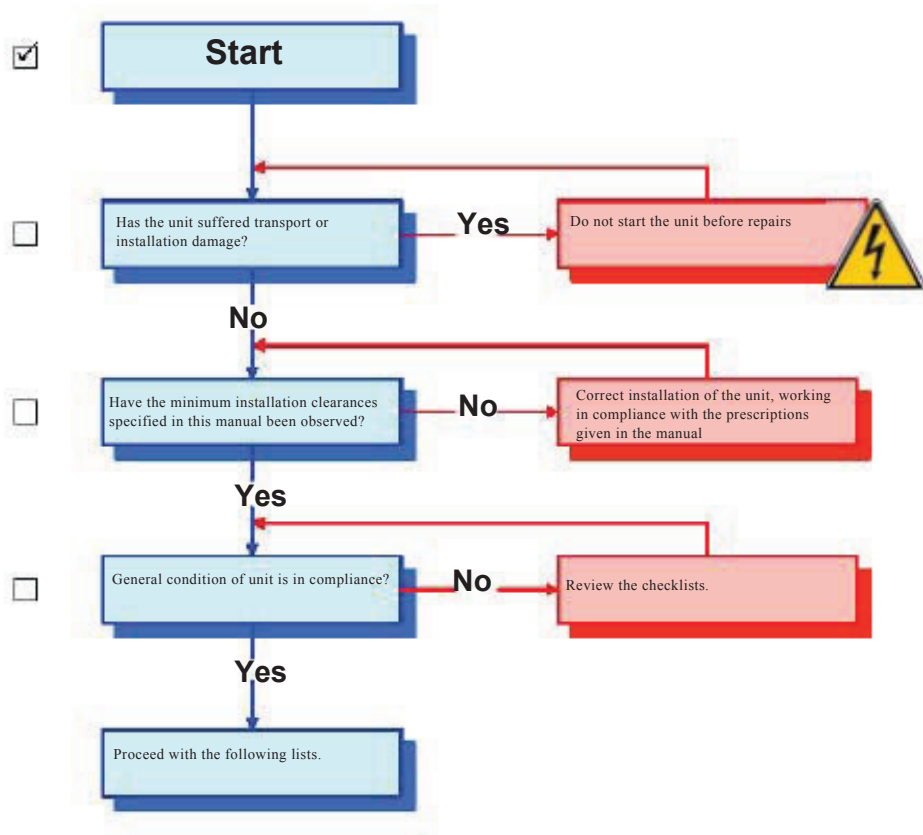 Start
Has the unit suffered transport or
installation damage?
Yes
Do not start the unit before repairs
No
Have the minimum installation clearances
specified in this manual been observed?
No
Correct installation of the unit, working
in compliance with the prescriptions
given in the manual
Yes
General condition of unit is in compliance?
No
Review the checklists.
Yes
Proceed with the following lists.